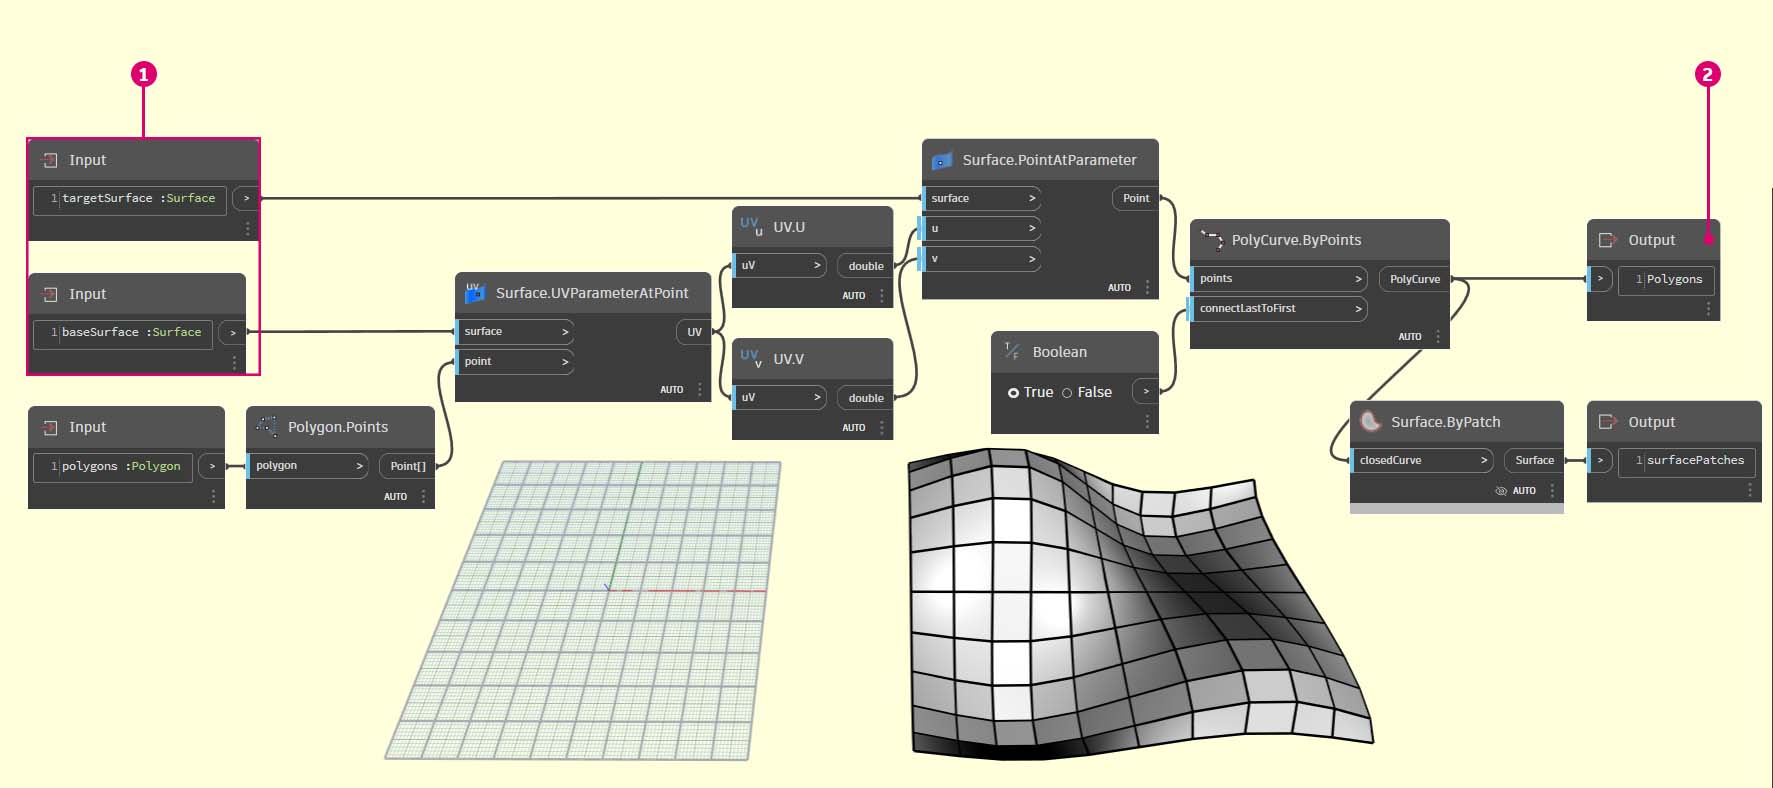 1
2
Input
1 targetSurface :Surface >
Input
1 baseSurface :Surface >
Input
1 polygons :Polygon >
Polygon.Points
polygon > Point[]
AUTO
UV
Surface.UVParameterAtPoint
surface > UV
point >
AUTO
UV u UV.U
uV > double
AUTO
UV v UV.V
uV > double
AUTO
Surface.PointAtParameter
surface > Point
u >
v >
AUTO
T/F Boolean
True False >
PolyCurve.ByPoints
points > PolyCurve
connectLastToFirst >
AUTO
Output
> 1 Polygons
Surface.ByPatch
closedCurve > Surface
AUTO
Output
> 1 surfacePatches